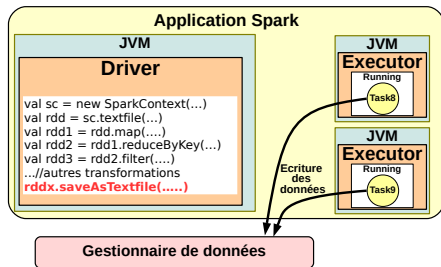 Application Spark
JVM
Driver
val sc = new SparkContext(…)
val rdd = sc.textfile(…)
val rdd1 = rdd.map(….)
val rdd2 = rdd1.reduceByKey(…)
val rdd3 = rdd2.filter(….)
...//autres transformations
rddx.saveAsTextfile(…..)
JVM
Executor
Running
Task8
JVM
Executor
Running
Task9
Ecriture
des
données
Gestionnaire de données